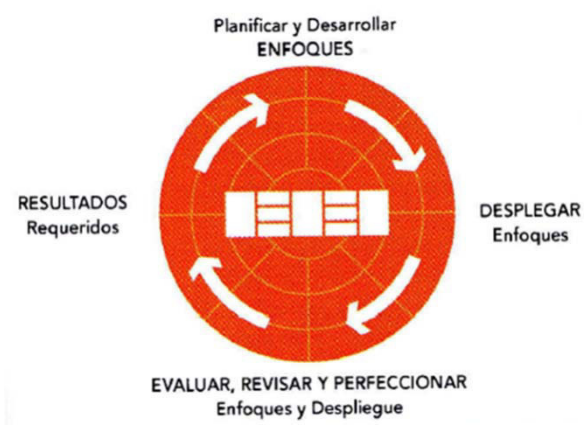 Planificar y Desarrollar
ENFOQUES
RESULTADOS
Requeridos
DESPLEGAR
Enfoques
EVALUAR, REVISAR Y PERFECCIONAR
Enfoques y Despliegue